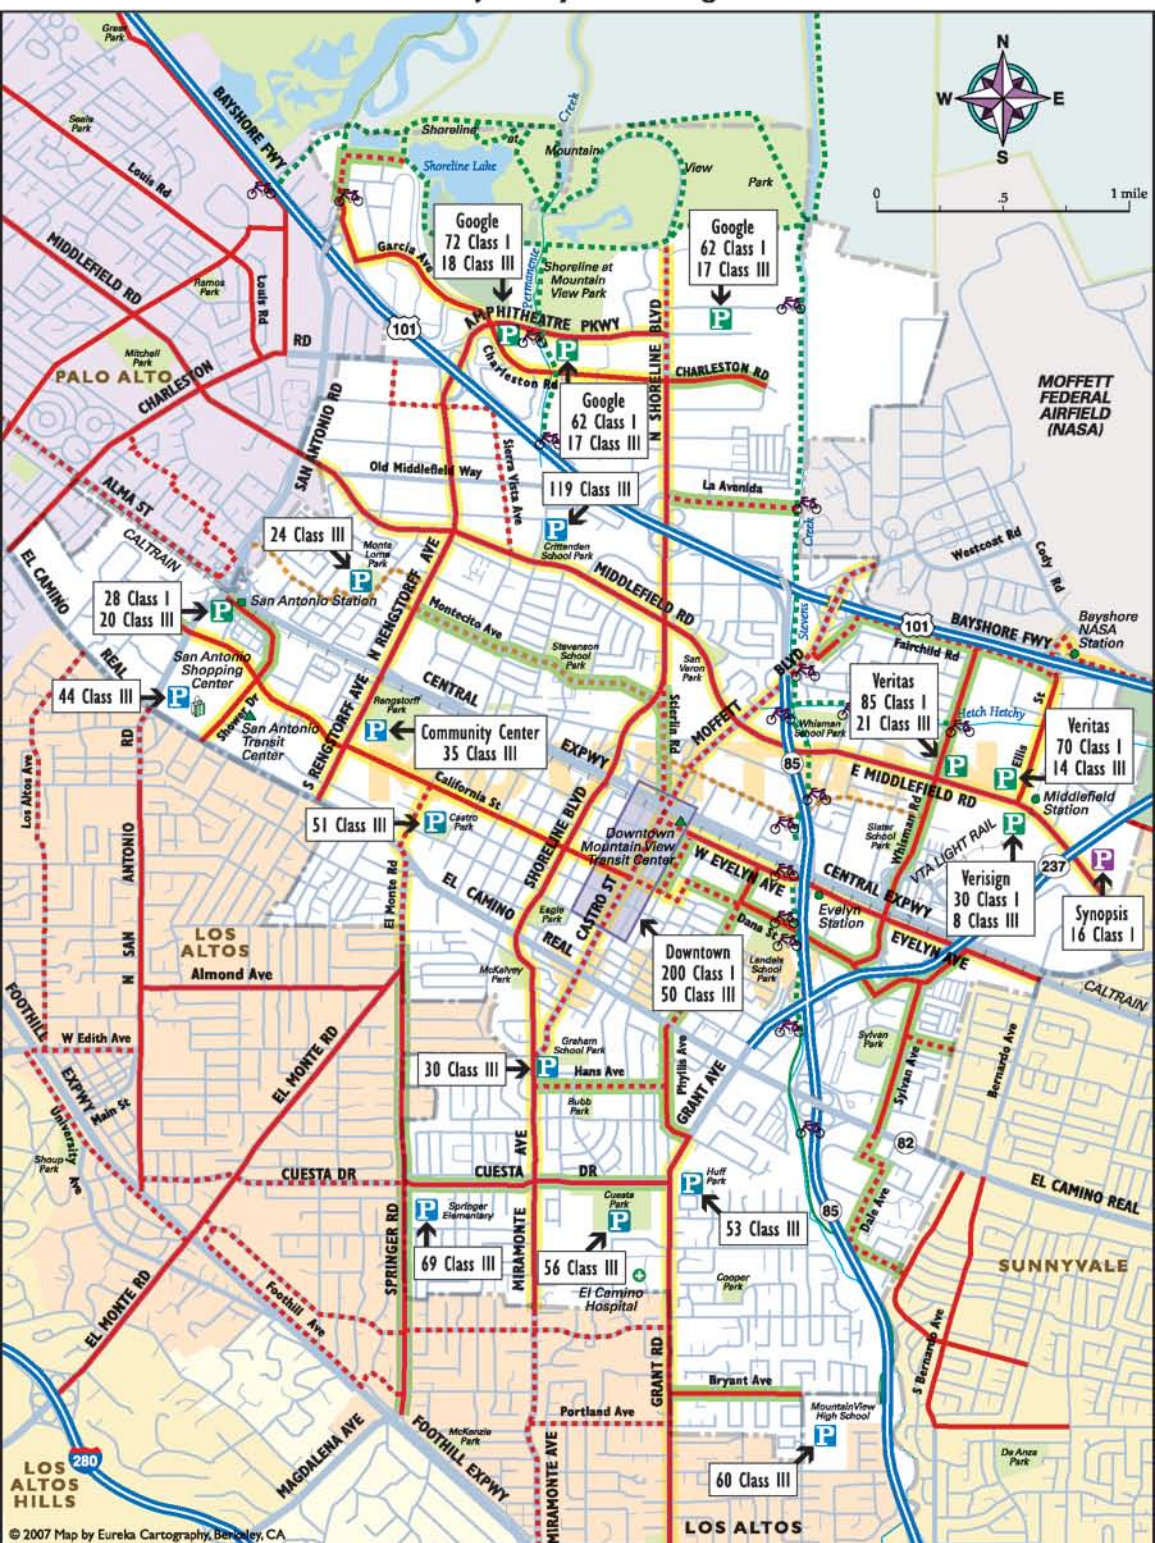 Greer
Park
N
W E
S
Seale
Park
BAYSHORE FWY
Creek
Shoreline at Mountain View Park
Shoreline Lake
0 .5 1 mile
Louis Rd
MIDDLEFIELD RD
Google
72 Class I
18 Class III
Google
62 Class I
17 Class III
Garcia Ave
Permanente
Shoreline at
Mountain
View Park
Ramos
Park
Louis Rd
RD
101
AMPHITHEATRE PKWY
N SHORELINE BLVD
P
P
P
Mitchell
Park
PALO ALTO
CHARLESTON
Charleston Rd
CHARLESTON RD
MOFFETT
FEDERAL
AIRFIELD
(NASA)
Google
62 Class I
17 Class III
SAN ANTONIO RD
Old Middlefield Way
Sierra Vista Ave
119 Class III
La Avenida
ALMA ST
CALTRAIN
24 Class III
P
Monta
Loma
Park
P
Crittenden
School Park
Creek
Westcoat Rd
Cody Rd
EL CAMINO
28 Class I
20 Class III
P
San Antonio Station
N RENGSTORFF AVE
MIDDLEFIELD RD
Montecito Ave
Stevens
101
BAYSHORE FWY
Bayshore
NASA
Station
Fairchild Rd
REAL
San Antonio
Shopping
Center
Stevenson
School
Park
San
Veron
Park
BLVD
44 Class III
P
Showers Dr
San Antonio
Transit
Center
Rengstorff
Park
P
Community Center
35 Class III
CENTRAL
EXPWY
Stierlin Rd
MOFFETT
Whisman
School Park
Veritas
85 Class I
21 Class III
Hetch Hetchy
St
Veritas
70 Class I
14 Class III
P
P
Ellis
RD
Los Altos Ave
S RENGSTORFF AVE
85
E MIDDLEFIELD RD
Middlefield
Station
California St
51 Class III
P
Castro
Park
SHORELINE BLVD
Downtown
Mountain View
Transit Center
Slater
School
Park
Whisman Rd
VTA LIGHT RAIL
P
237
P
N SAN ANTONIO
El Monte Rd
EL CAMINO
REAL
Eagle
Park
CASTRO ST
W EVELYN AVE
CENTRAL EXPWY
Verisign
30 Class I
8 Class III
Synopsis
16 Class I
Evelyn
Station
Dana St
EVELYN AVE
LOS
ALTOS
Almond Ave
McKelvey
Park
Downtown
200 Class I
50 Class III
Landels
School
Park
CALTRAIN
FOOTHILL
EXPWY
W Edith Ave
EL MONTE RD
30 Class III
P
Graham
School Park
Hans Ave
Bubb
Park
Phyllis Ave
GRANT AVE
Sylvan
Park
Sylvan Ave
Bernardo Ave
Main St
University Ave
Shoup
Park
82
CUESTA DR
CUESTA DR
AVE
EL CAMINO REAL
P
Springer
Elementary
69 Class III
Cuesta
Park
P
56 Class III
P
Huff
Park
53 Class III
85
Dale Ave
SUNNYVALE
SPRINGER RD
MIRAMONTE
El Camino
Hospital
Cooper
Park
Foothill Ave
EL MONTE RD
GRANT RD
S Bernardo Ave
Bryant Ave
Portland Ave
Mountain View
High School
P
60 Class III
McKenzie
Park
De Anza
Park
MAGDALENA AVE
FOOTHILL EXPWY
MIRAMONTE AVE
280
LOS
ALTOS
HILLS
LOS ALTOS
© 2007 Map by Eureka Cartography, Berkeley, CA